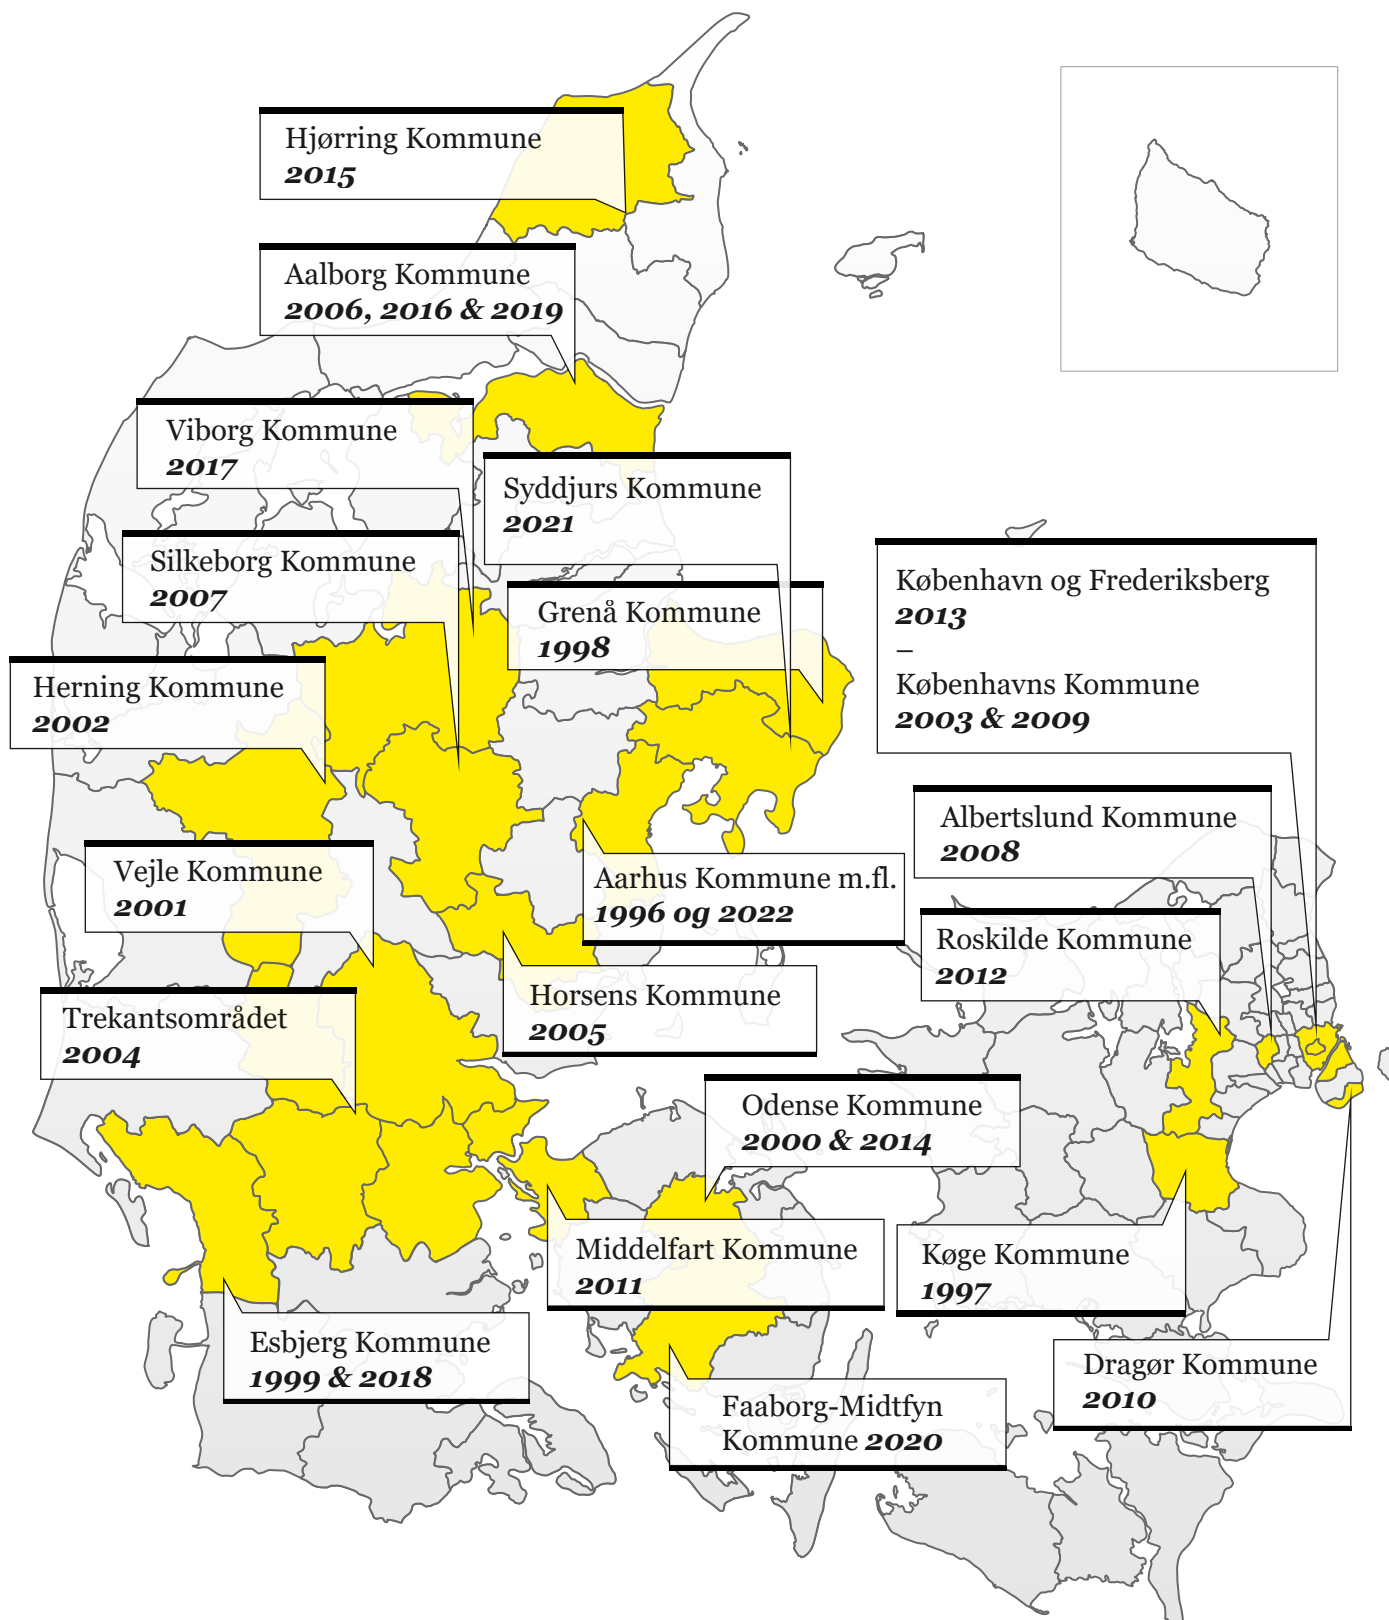 Hjørring Kommune
2015
Aalborg Kommune
2006, 2016 & 2019
Viborg Kommune
2017
Syddjurs Kommune
2021
Silkeborg Kommune
2007
Grenå Kommune
1998
København og Frederiksberg
2013
–
Københavns Kommune
2003 & 2009
Herning Kommune
2002
Albertslund Kommune
2008
Vejle Kommune
2001
Aarhus Kommune m.fl.
1996 og 2022
Roskilde Kommune
2012
Horsens Kommune
2005
Trekantsområdet
2004
Odense Kommune
2000 & 2014
Middelfart Kommune
2011
Køge Kommune
1997
Esbjerg Kommune
1999 & 2018
Dragør Kommune
2010
Faaborg-Midtfyn
Kommune 2020